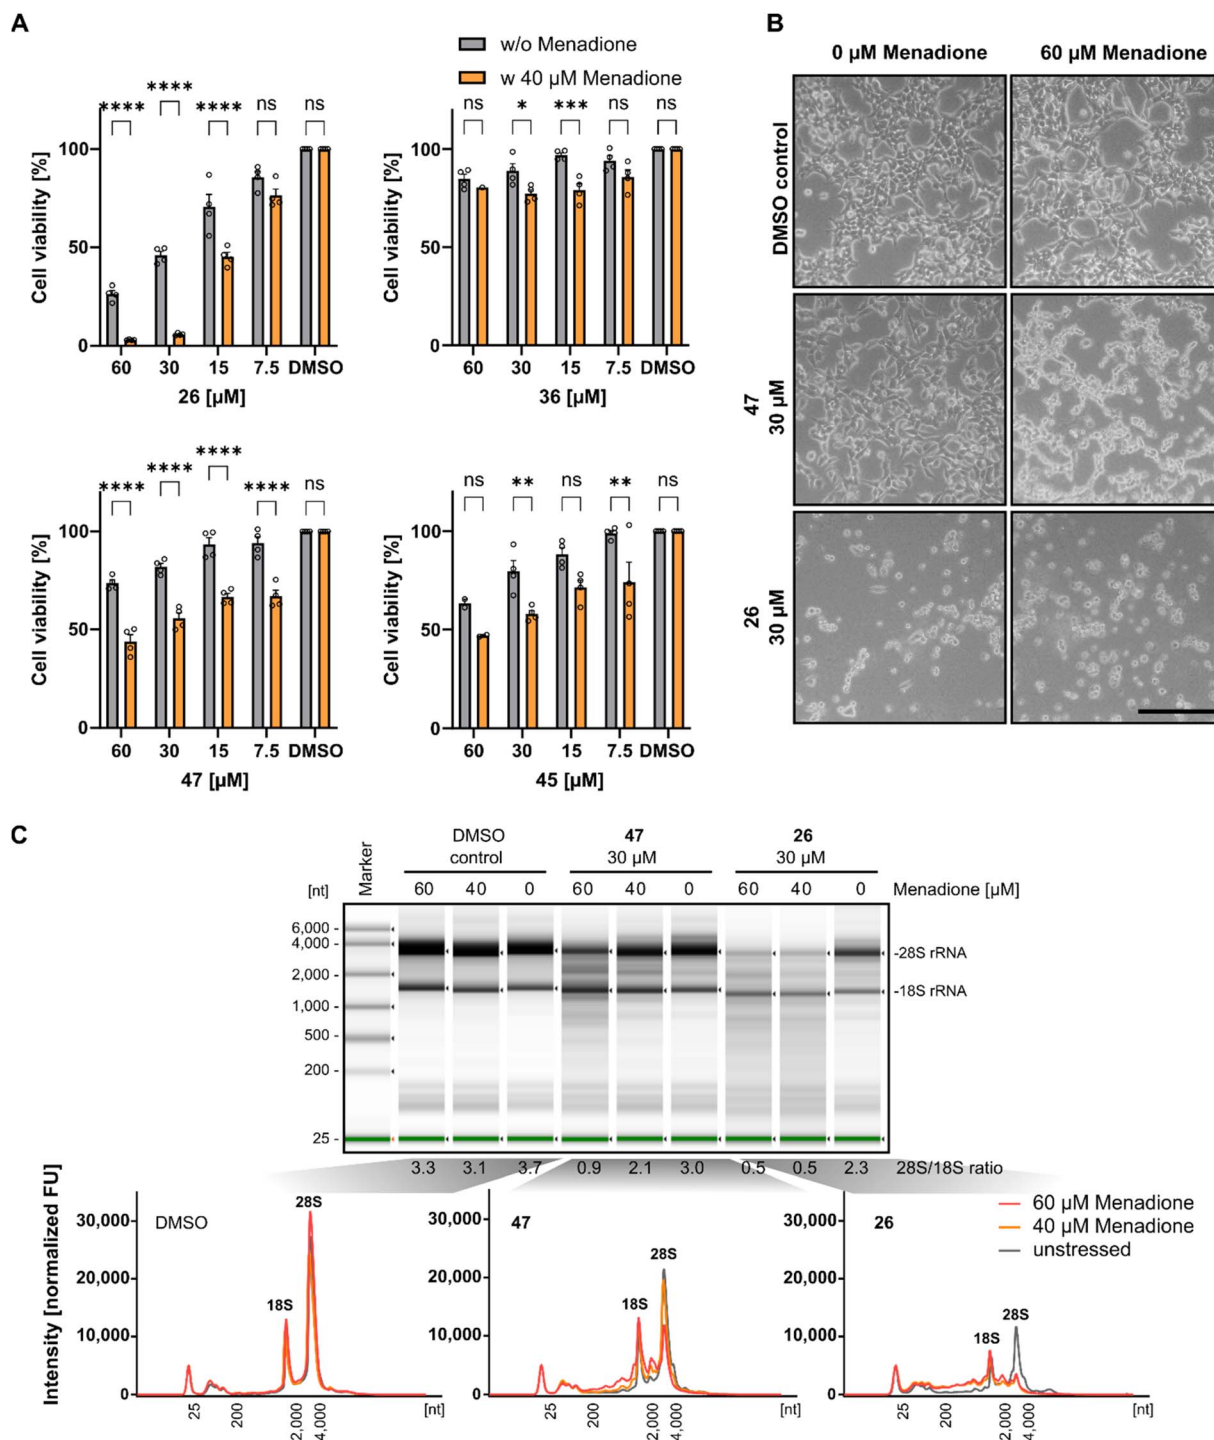 A
B
w/o Menadione
w 40 µM Menadione
0 µM Menadione
60 µM Menadione
**** **** **** ns ns
Cell viability [%]
100
50
0
60 30 15 7.5 DMSO
26 [µM]
ns * *** ns ns
Cell viability [%]
100
50
0
60 30 15 7.5 DMSO
36 [µM]
**** **** **** **** ns
Cell viability [%]
100
50
0
60 30 15 7.5 DMSO
47 [µM]
ns ** ns ** ns
Cell viability [%]
100
50
0
60 30 15 7.5 DMSO
45 [µM]
DMSO control
47
30 µM
26
30 µM
C
Marker
DMSO
control
47
30 µM
26
30 µM
[nt]
60 40 0 60 40 0 60 40 0 Menadione [µM]
6,000 -
4,000 -
2,000 -
1,000 -
500 -
200 -
25 -
-28S rRNA
-18S rRNA
3.3 3.1 3.7 0.9 2.1 3.0 0.5 0.5 2.3 28S/18S ratio
Intensity [normalized FU]
30,000
20,000
10,000
0
DMSO
18S
28S
25 200 2,000 4,000 [nt]
30,000
20,000
10,000
0
47
18S
28S
25 200 2,000 4,000 [nt]
30,000
20,000
10,000
0
26
18S
28S
60 µM Menadione
40 µM Menadione
unstressed
25 200 2,000 4,000 [nt]